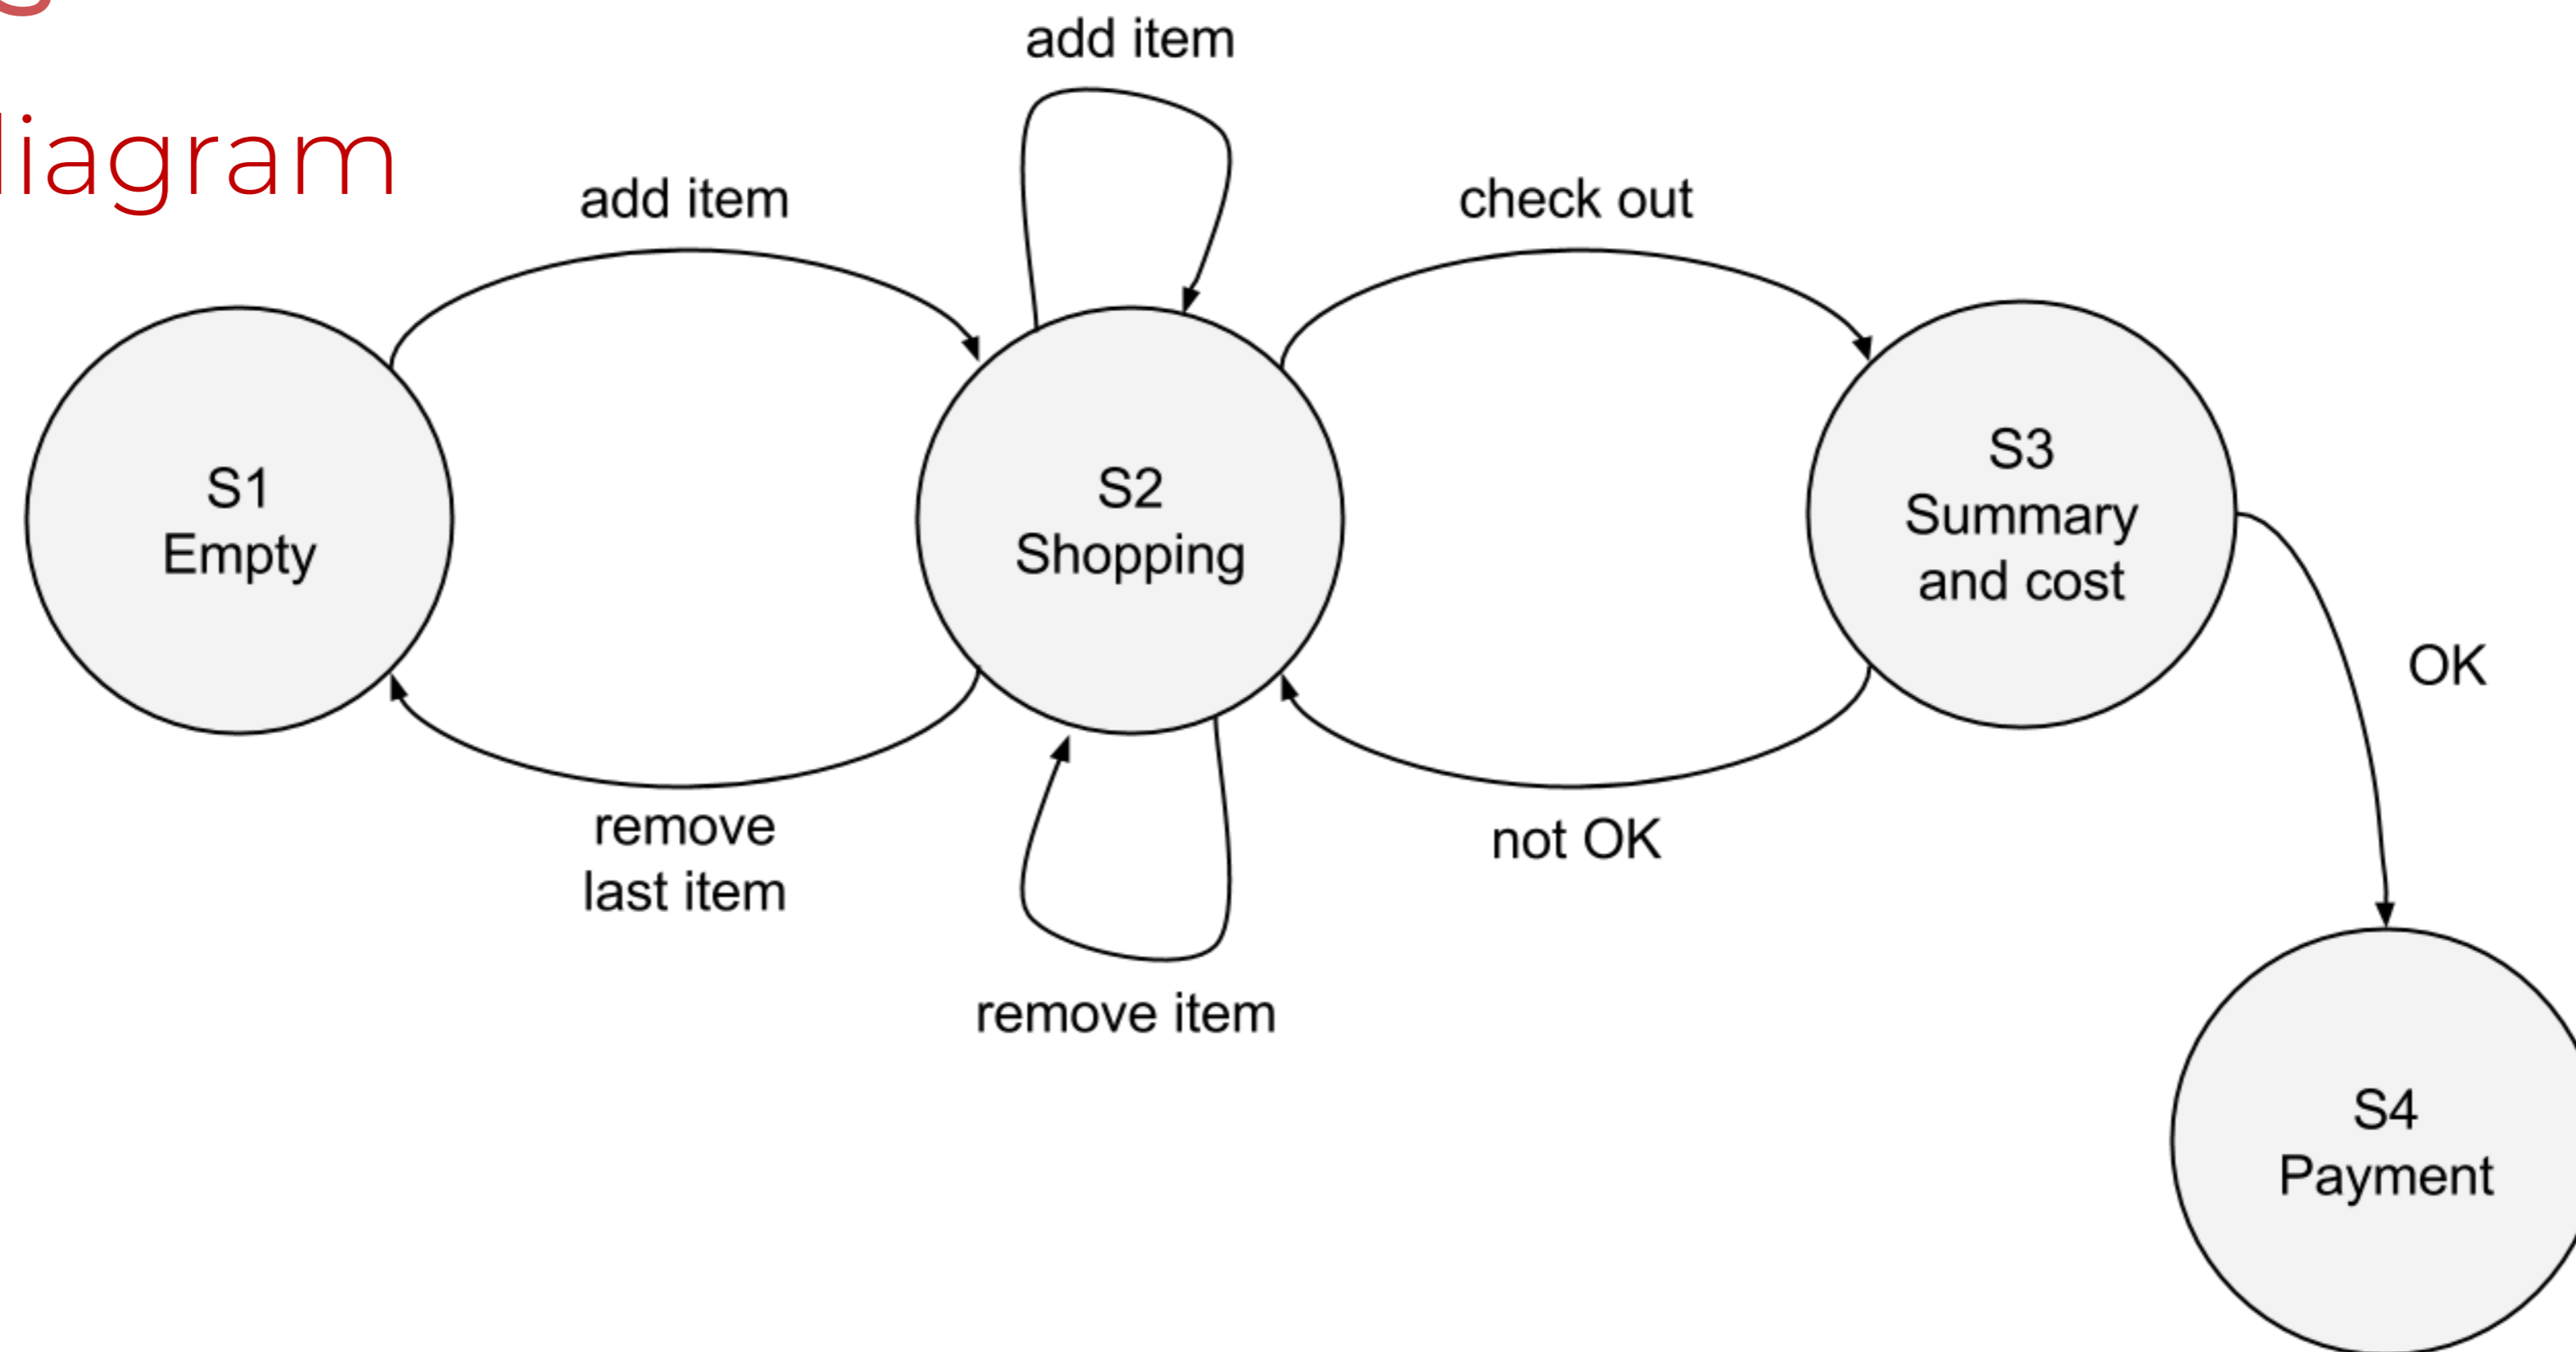 diagram
add item
add item
check out
S1
Empty
S2
Shopping
S3
Summary
and cost
OK
remove
last item
not OK
remove item
S4
Payment